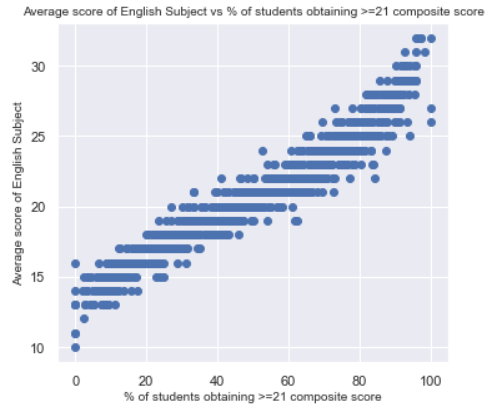 Average score of English Subject vs % of students obtaining >=21 composite score
30
25
20
15
10
Average score of English Subject
0 20 40 60 80 100
% of students obtaining >=21 composite score